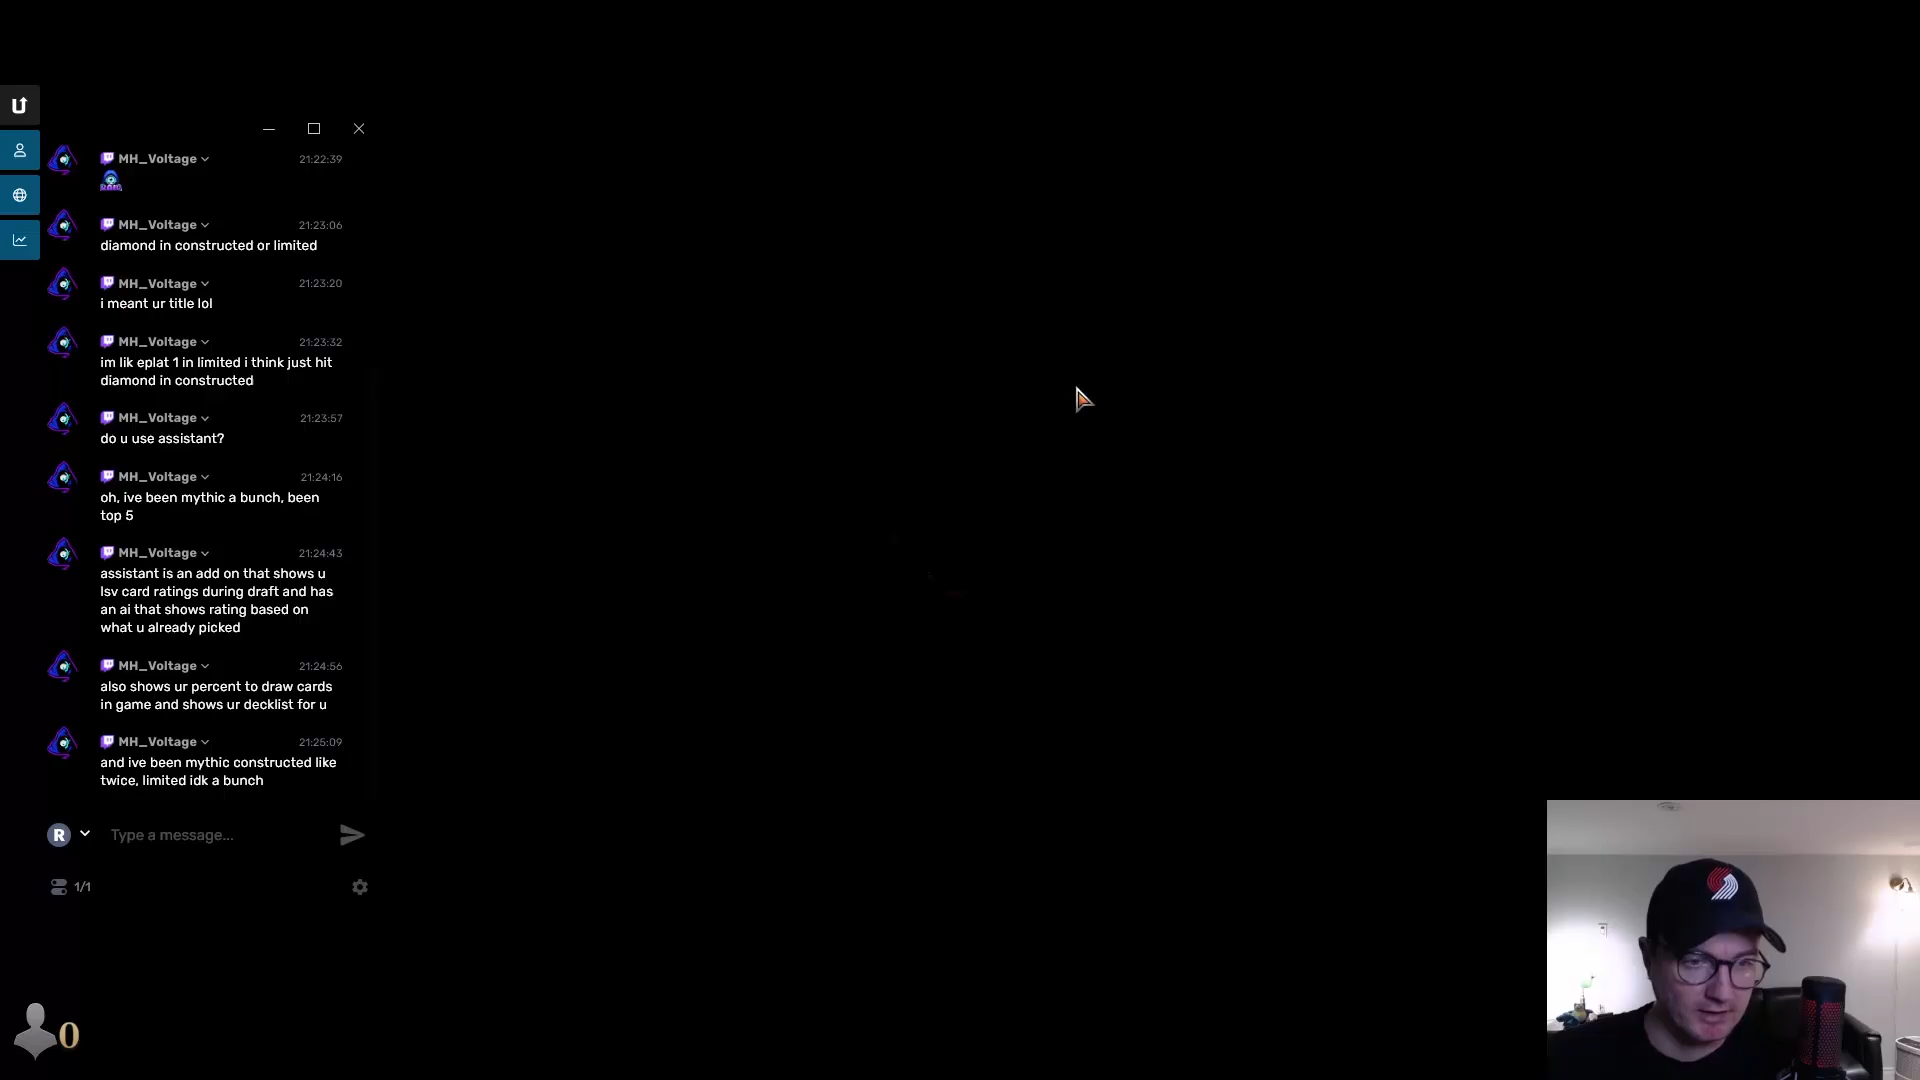 MH_Voltage 21:22:39
MH_Voltage 21:23:06
diamond in constructed or limited
MH_Voltage 21:23:20
i meant ur title lol
MH_Voltage 21:23:32
im lik eplat 1 in limited i think just hit
diamond in constructed
MH_Voltage 21:23:57
do u use assistant?
MH_Voltage 21:24:16
oh, ive been mythic a bunch, been
top 5
MH_Voltage 21:24:43
assistant is an add on that shows u
lsv card ratings during draft and has
an ai that shows rating based on
what u already picked
MH_Voltage 21:24:56
also shows ur percent to draw cards
in game and shows ur decklist for u
MH_Voltage 21:25:09
and ive been mythic constructed like
twice, limited idk a bunch
R Type a message...
1/1
0